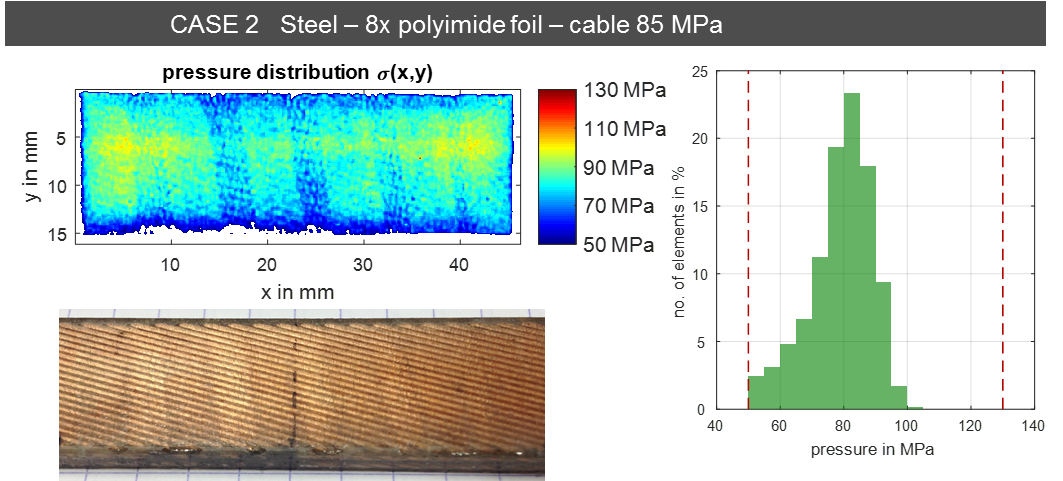 CASE 2 Steel – 8x polyimide foil – cable 85 MPa
pressure distribution σ(x,y)
y in mm
5
10
15
10
20
30
40
x in mm
130 MPa
110 MPa
90 MPa
70 MPa
50 MPa
no. of elements in %
25
20
15
10
5
0
40
60
80
100
120
140
pressure in MPa